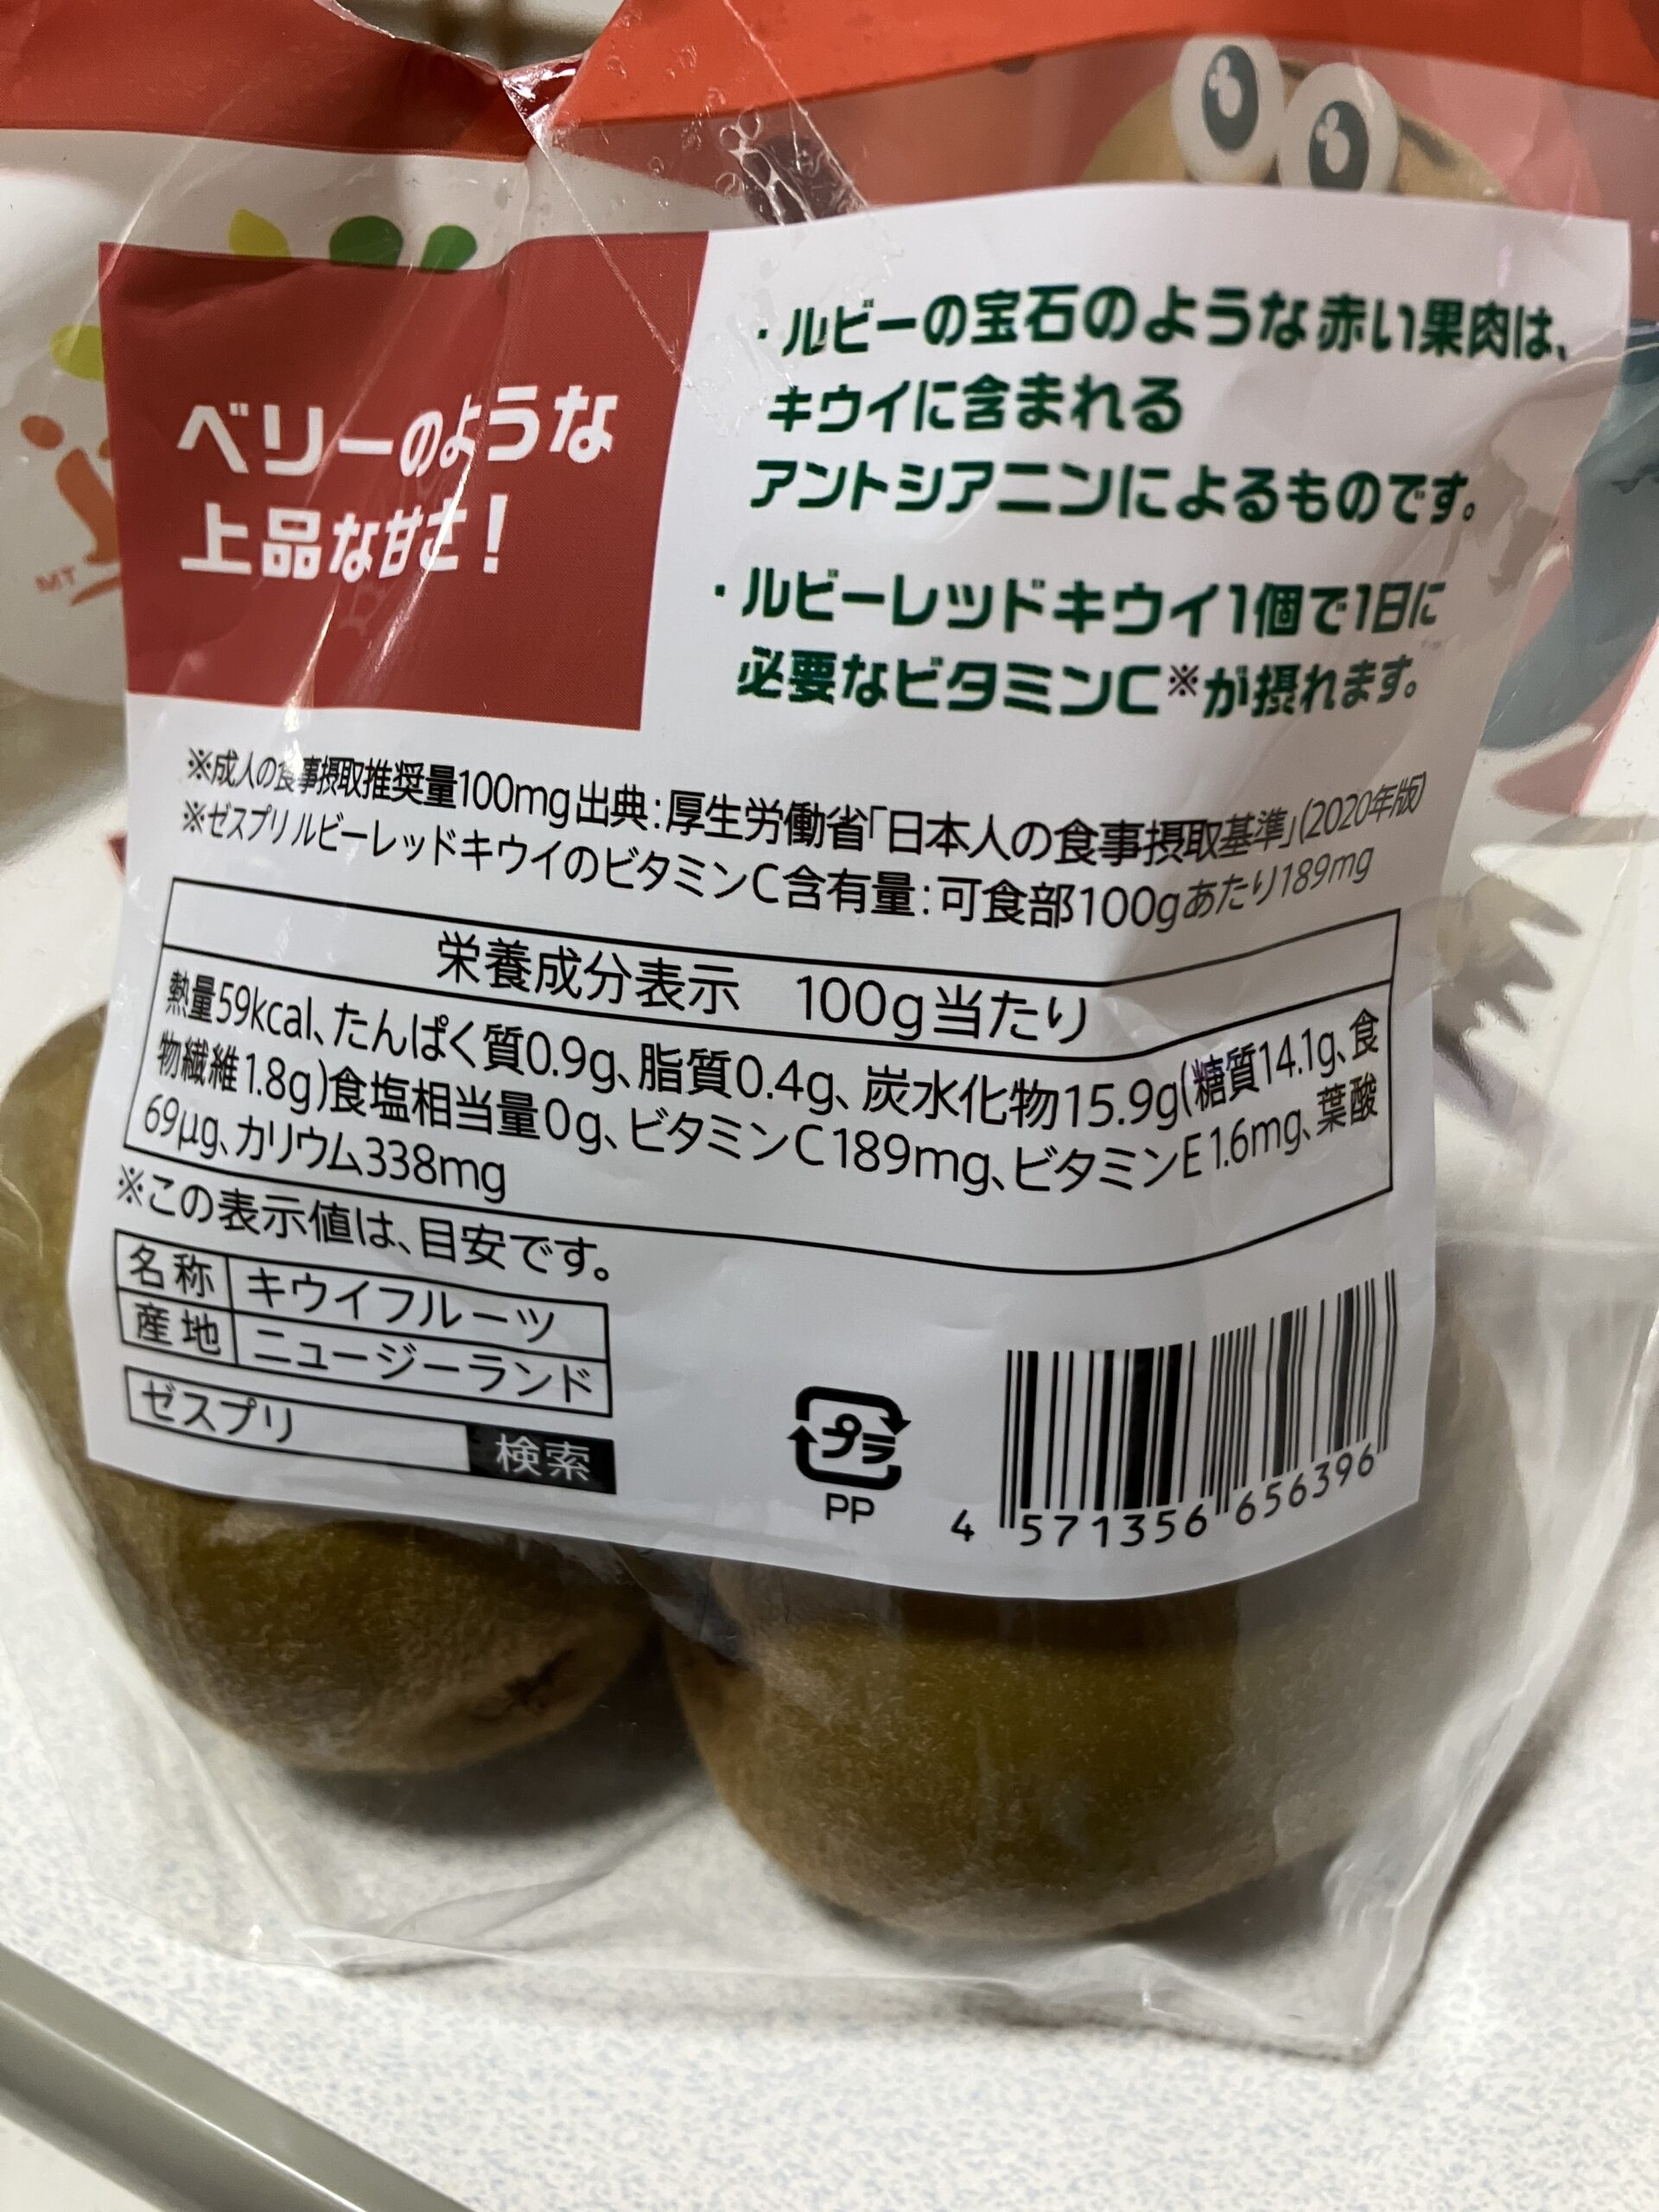 ベリーのような
上品な甘さ!
・ルビーの宝石のような赤い果肉は、
キウイに含まれる
アントシアニンによるものです。
・ルビーレッドキウイ1個で1日に
必要なビタミンC※が摂れます。
※成人の食事摂取推奨量100mg出典:厚生労働省「日本人の食事摂取基準」(2020年版)
※ゼスプリ ルビーレッドキウイのビタミンC含有量:可食部100gあたり189mg
栄養成分表示 100g当たり
熱量59kcal、たんぱく質0.9g、脂質0.4g、炭水化物15.9g(糖質14.1g、食
物繊維1.8g)食塩相当量0g、ビタミンC189mg、ビタミンE1.6mg、葉酸
69μg、カリウム338mg
※この表示値は、目安です。
名称 キウイフルーツ
産地 ニュージーランド
ゼスプリ 検索
プラ
PP
4 571356 656396
MT